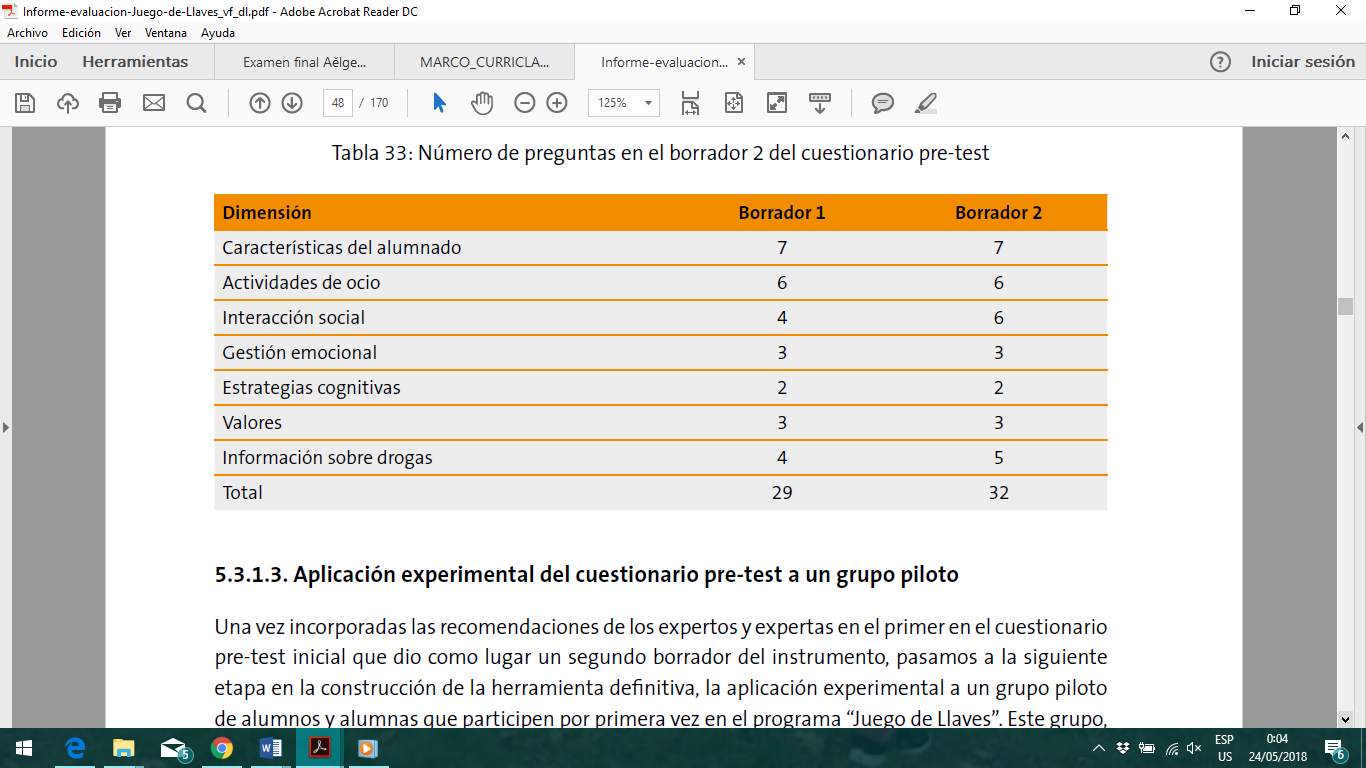 Informe-evaluacion-Juego-de-Llaves_vf_dl.pdf - Adobe Acrobat Reader DC
Archivo Edición Ver Ventana Ayuda
Inicio Herramientas Examen final Aëlge... MARCO_CURRICLA... Informe-evaluacion... × ? Iniciar sesión
48 / 170 125%
Tabla 33: Número de preguntas en el borrador 2 del cuestionario pre-test
Dimensión Borrador 1 Borrador 2
Características del alumnado 7 7
Actividades de ocio 6 6
Interacción social 4 6
Gestión emocional 3 3
Estrategias cognitivas 2 2
Valores 3 3
Información sobre drogas 4 5
Total 29 32
5.3.1.3. Aplicación experimental del cuestionario pre-test a un grupo piloto
Una vez incorporadas las recomendaciones de los expertos y expertas en el primer en el cuestionario
pre-test inicial que dio como lugar un segundo borrador del instrumento, pasamos a la siguiente
etapa en la construcción de la herramienta definitiva, la aplicación experimental a un grupo piloto
de alumnos y alumnas que participen por primera vez en el programa “Juego de Llaves”. Este grupo,
5 ESP 0:04
US 24/05/2018 6